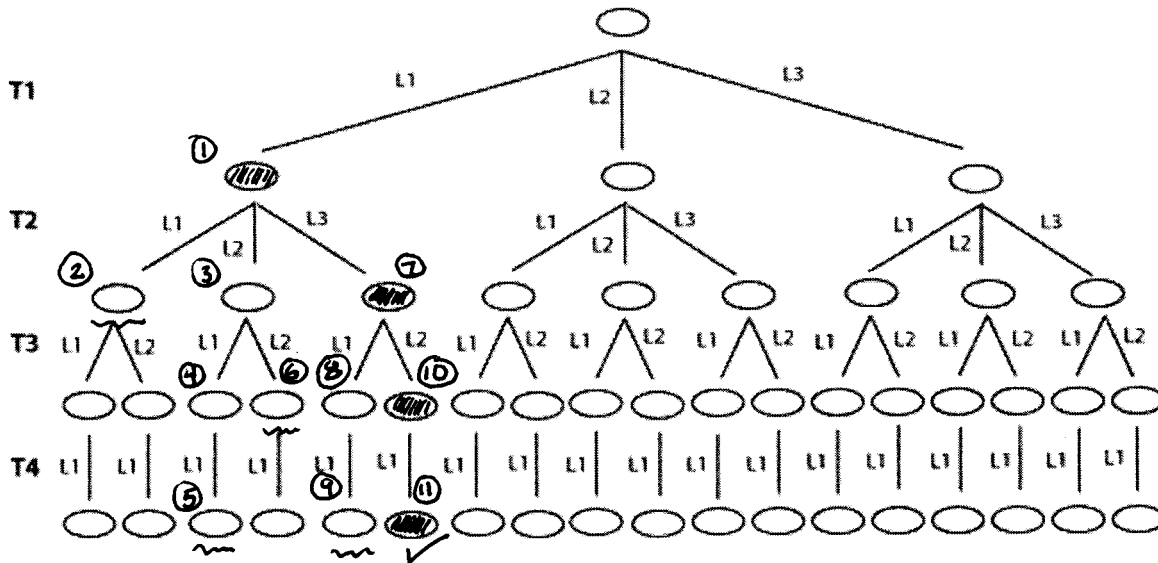 L1 L2 L3
T1
①
T2 L1 L2 L3 L1 L2 L3 L1 L2 L3
② ③ ⑦
T3 L1 L2 L1 L2 L1 L2 L1 L2 L1 L2 L1 L2 L1 L2 L1 L2 L1 L2
④ ⑥ ⑧ ⑩
T4 L1 L1 L1 L1 L1 L1 L1 L1 L1 L1 L1 L1 L1 L1 L1 L1 L1 L1
⑤ ⑨ ⑪